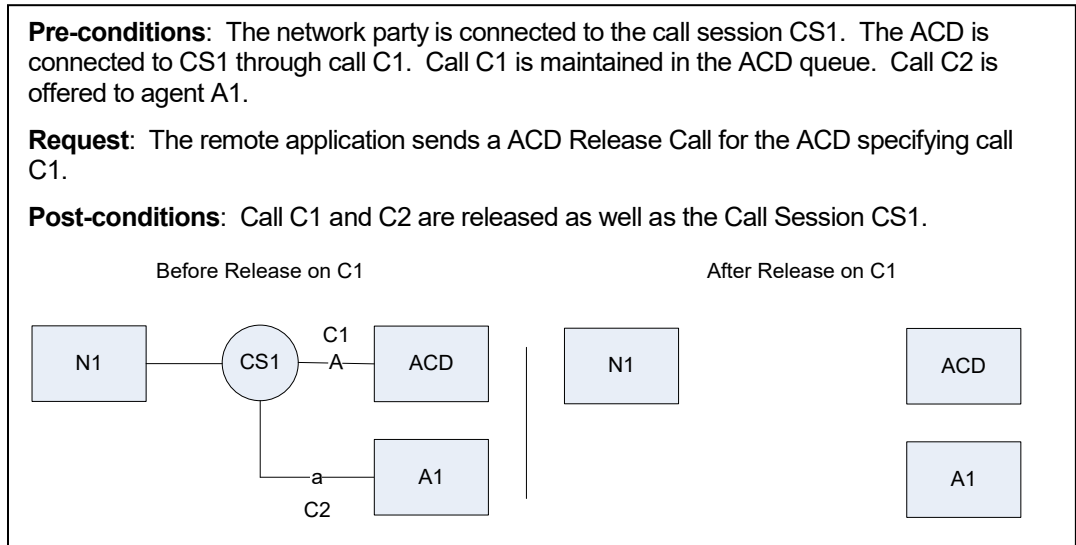 Pre-conditions: The network party is connected to the call session CS1. The ACD is
connected to CS1 through call C1. Call C1 is maintained in the ACD queue. Call C2 is
offered to agent A1.
Request: The remote application sends a ACD Release Call for the ACD specifying call
C1.
Post-conditions: Call C1 and C2 are released as well as the Call Session CS1.
Before Release on C1
After Release on C1
C1
N1
CS1
A
ACD
N1
ACD
a
A1
A1
C2